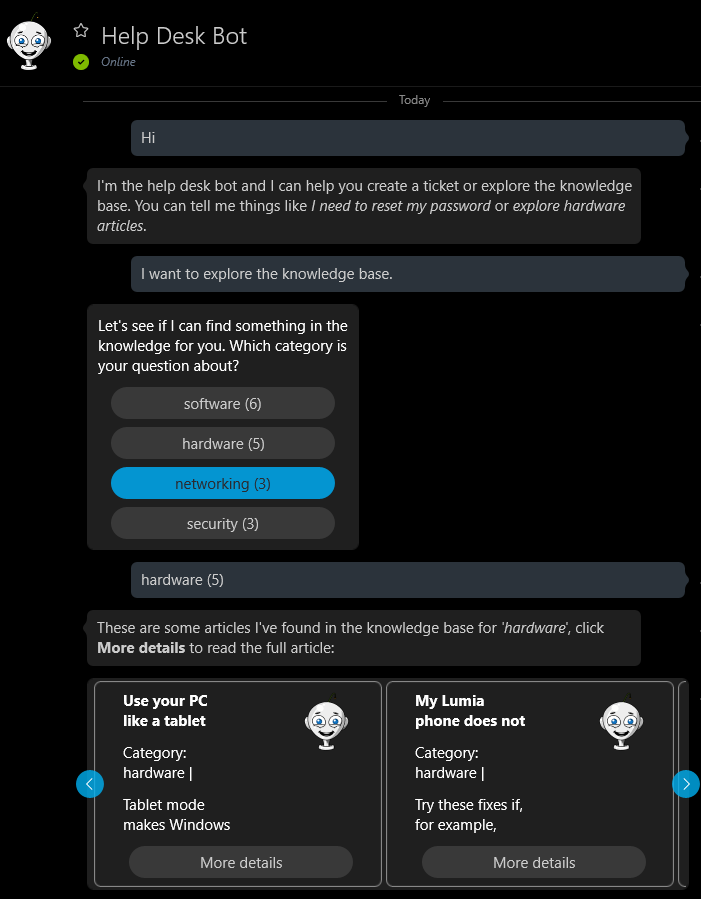 Help Desk Bot
Online
Today
Hi
I'm the help desk bot and I can help you create a ticket or explore the knowledge
base. You can tell me things like I need to reset my password or explore hardware
articles.
I want to explore the knowledge base.
Let's see if I can find something in the
knowledge for you. Which category is
your question about?
software (6)
hardware (5)
networking (3)
security (3)
hardware (5)
These are some articles I've found in the knowledge base for 'hardware', click
More details to read the full article:
Use your PC
like a tablet
Category:
hardware |
Tablet mode
makes Windows
More details
My Lumia
phone does not
Category:
hardware |
Try these fixes if,
for example,
More details